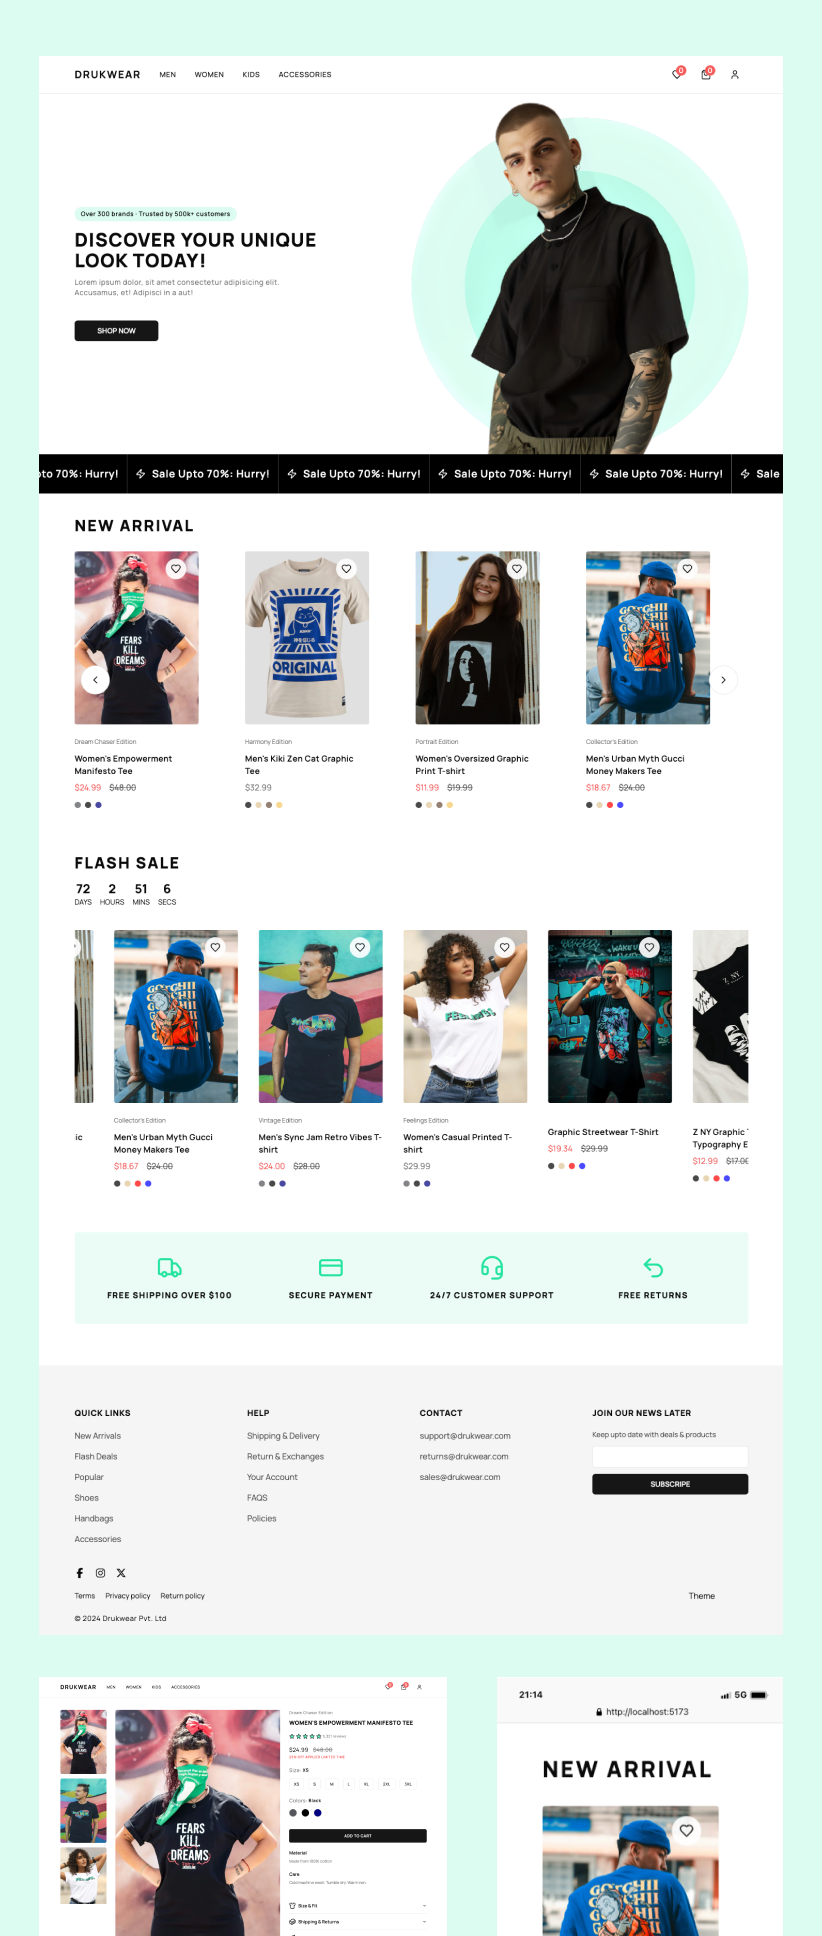 DRUKWEAR MEN WOMEN KIDS ACCESSORIES 0 0
Over 300 brands · Trusted by 500k+ customers
DISCOVER YOUR UNIQUE
LOOK TODAY!
Lorem ipsum dolor, sit amet consectetur adipisicing elit.
Accusamus, et! Adipisci in a aut!
SHOP NOW
pto 70%: Hurry! Sale Upto 70%: Hurry! Sale Upto 70%: Hurry! Sale Upto 70%: Hurry! Sale Upto 70%: Hurry! Sale
NEW ARRIVAL
FEARS
KILL
DREAMS
ORIGINAL
GOTCHII
Dream Chaser Edition
Women's Empowerment
Manifesto Tee
$24.99 $48.00
Harmony Edition
Men's Kiki Zen Cat Graphic
Tee
$32.99
Portrait Edition
Women's Oversized Graphic
Print T-shirt
$11.99 $19.99
Collector's Edition
Men's Urban Myth Gucci
Money Makers Tee
$18.67 $24.00
FLASH SALE
72 2 51 6
DAYS HOURS MINS SECS
GOTCHII
SYNC JAM
FEELINGS
Z NY
ic
Collector's Edition
Men's Urban Myth Gucci
Money Makers Tee
$18.67 $24.00
Vintage Edition
Men's Sync Jam Retro Vibes T-
shirt
$24.00 $28.00
Feelings Edition
Women's Casual Printed T-
shirt
$29.99
Graphic Streetwear T-Shirt
$19.34 $29.99
Z NY Graphic
Typography E
$12.99 $17.00
FREE SHIPPING OVER $100 SECURE PAYMENT 24/7 CUSTOMER SUPPORT FREE RETURNS
QUICK LINKS
New Arrivals
Flash Deals
Popular
Shoes
Handbags
Accessories
HELP
Shipping & Delivery
Return & Exchanges
Your Account
FAQS
Policies
CONTACT
support@drukwear.com
returns@drukwear.com
sales@drukwear.com
JOIN OUR NEWS LATER
Keep upto date with deals & products
SUBSCRIPE
Terms Privacy policy Return policy
Theme
© 2024 Drukwear Pvt. Ltd
DRUKWEAR MEN WOMEN KIDS ACCESSORIES
FEARS
KILL
DREAMS
Dream Chaser Edition
WOMEN'S EMPOWERMENT MANIFESTO TEE
$24.99 $48.00
Size: XS
XS S M L XL 2XL 3XL
Colors: Black
ADD TO CART
Material
Made from 100% cotton
Care
Size & Fit
Shipping & Returns
21:14 5G
http://localhost:5173
NEW ARRIVAL
GOTCHII